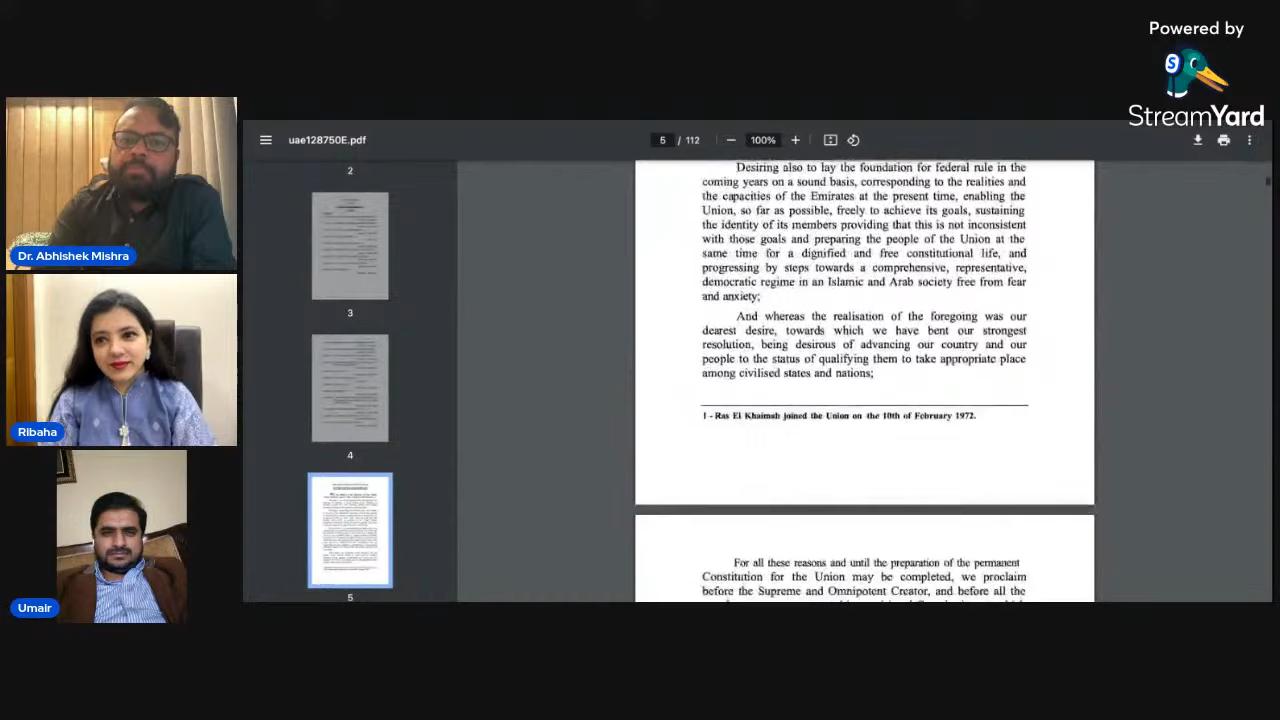 Powered by
StreamYard
uae128750E.pdf
5 / 112
100%
2
3
4
5
Dr. Abhishek Mishra
Ribaha
Umair
Desiring also to lay the foundation for federal rule in the
coming years on a sound basis, corresponding to the realities and
the capacities of the Emirates at the present time, enabling the
Union, so far as possible, freely to achieve its goals, sustaining
the identity of its members providing that this is not inconsistent
with those goals and preparing the people of the Union at the
same time for a dignified and free constitutional life, and
progressing by steps towards a comprehensive, representative,
democratic regime in an Islamic and Arab society free from fear
and anxiety;
And whereas the realisation of the foregoing was our
dearest desire, towards which we have bent our strongest
resolution, being desirous of advancing our country and our
people to the status of qualifying them to take appropriate place
among civilised states and nations;
1 - Ras El Khaimah joined the Union on the 10th of February 1972.
For all these reasons and until the preparation of the permanent
Constitution for the Union may be completed, we proclaim
before the Supreme and Omnipotent Creator, and before all the